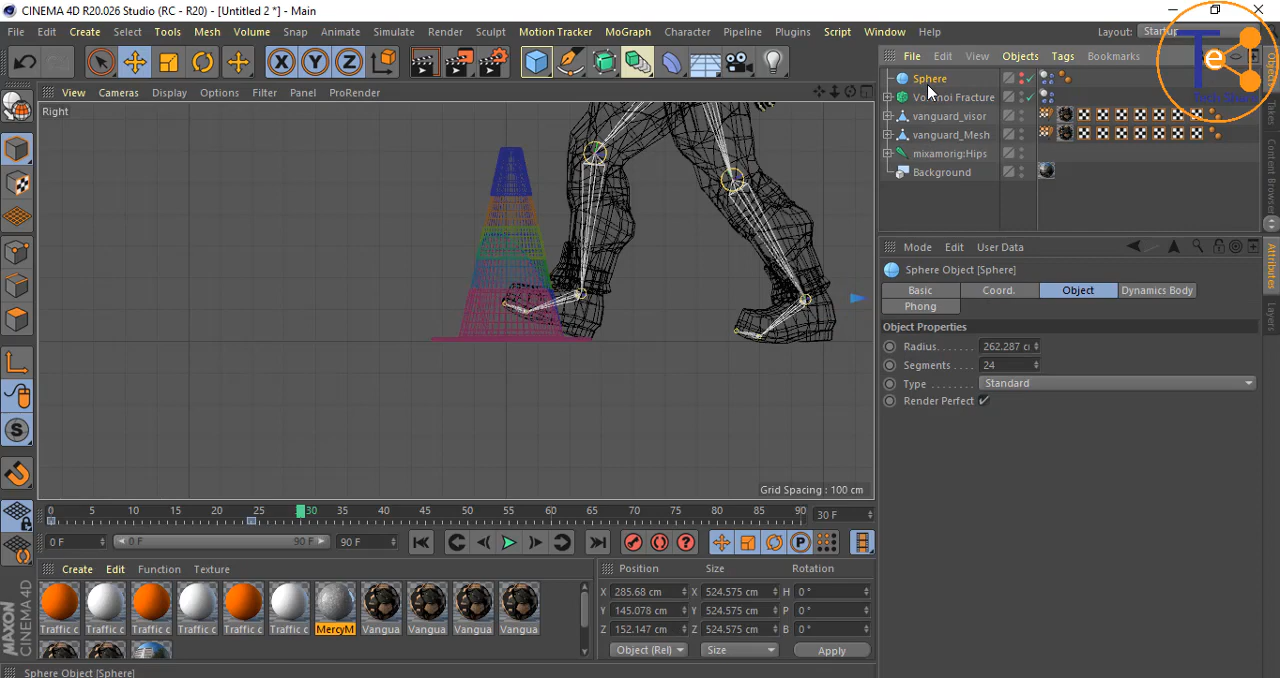 CINEMA 4D R20.026 Studio (RC - R20) - [Untitled 2 *] - Main
File Edit Create Select Tools Mesh Volume Snap Animate Simulate Render Sculpt Motion Tracker MoGraph Character Pipeline Plugins Script Window Help Layout: Startup
File Edit View Objects Tags Bookmarks
View Cameras Display Options Filter Panel ProRender
Right
Sphere
Voronoi Fracture
vanguard_visor
vanguard_Mesh
mixamorig:Hips
Background
Objects
Takes
Content Browser
Attributes
Layers
Mode Edit User Data
Sphere Object [Sphere]
Basic Coord. Object Dynamics Body
Phong
Object Properties
Radius 262.287 c
Segments 24
Type Standard
Render Perfect
Grid Spacing : 100 cm
0 5 10 15 20 25 30 35 40 45 50 55 60 65 70 75 80 85 90 30 F
0 F 0 F 90 F 90 F
Create Edit Function Texture
Position Size Rotation
X 285.68 cm X 524.575 cm H 0 °
Y 145.078 cm Y 524.575 cm P 0 °
Z 152.147 cm Z 524.575 cm B 0 °
Object (Rel) Size Apply
Traffic c Traffic c Traffic c Traffic c Traffic c Traffic c MercyM Vangua Vangua Vangua Vangua
MAXON CINEMA 4D
Sphere Object [Sphere]